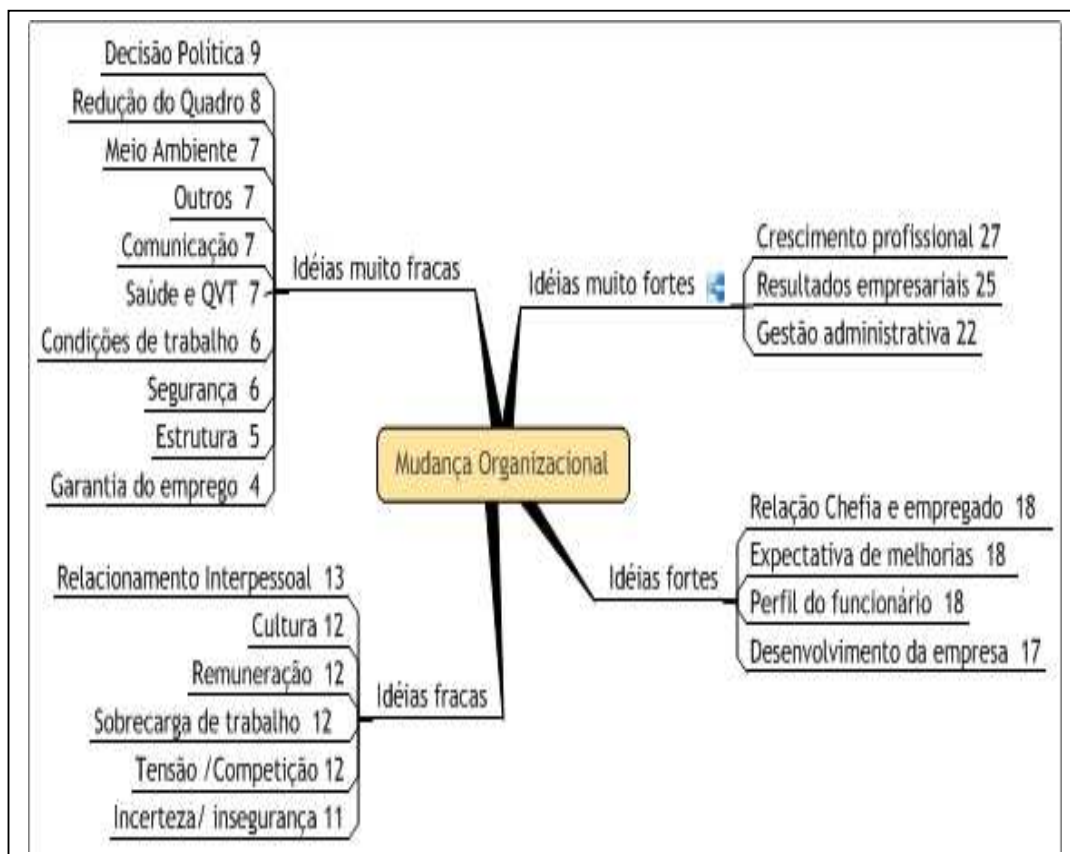 Decisão Política 9
Redução do Quadro 8
Meio Ambiente 7
Outros 7
Comunicação 7
Saúde e QVT 7
Condições de trabalho 6
Segurança 6
Estrutura 5
Garantia do emprego 4
Idéias muito fracas
Idéias muito fortes
Crescimento profissional 27
Resultados empresariais 25
Gestão administrativa 22
Mudança Organizacional
Relacionamento Interpessoal 13
Cultura 12
Remuneração 12
Sobrecarga de trabalho 12
Tensão /Competição 12
Incerteza/ insegurança 11
Idéias fracas
Idéias fortes
Relação Chefia e empregado 18
Expectativa de melhorias 18
Perfil do funcionário 18
Desenvolvimento da empresa 17